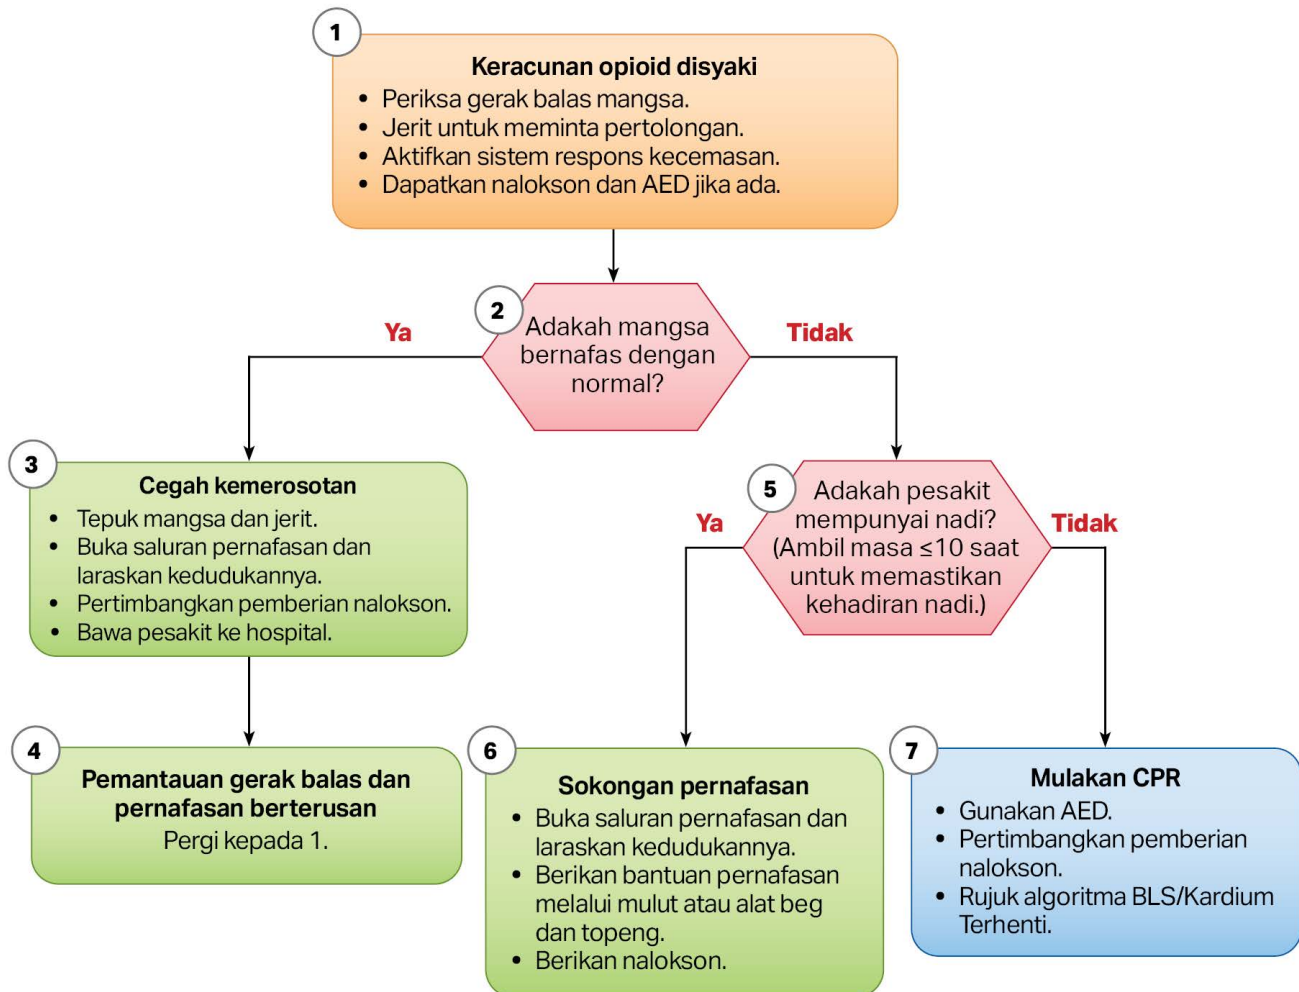 1
Keracunan opioid disyaki
• Periksa gerak balas mangsa.
• Jerit untuk meminta pertolongan.
• Aktifkan sistem respons kecemasan.
• Dapatkan nalokson dan AED jika ada.
2
Adakah mangsa
bernafas dengan
normal?
Ya
Tidak
3
Cegah kemerosotan
• Tepuk mangsa dan jerit.
• Buka saluran pernafasan dan
laraskan kedudukannya.
• Pertimbangkan pemberian nalokson.
• Bawa pesakit ke hospital.
4
Pemantauan gerak balas dan
pernafasan berterusan
Pergi kepada 1.
5
Adakah pesakit
mempunyai nadi?
(Ambil masa ≤10 saat
untuk memastikan
kehadiran nadi.)
Ya
Tidak
6
Sokongan pernafasan
• Buka saluran pernafasan dan
laraskan kedudukannya.
• Berikan bantuan pernafasan
melalui mulut atau alat beg
dan topeng.
• Berikan nalokson.
7
Mulakan CPR
• Gunakan AED.
• Pertimbangkan pemberian
nalokson.
• Rujuk algoritma BLS/Kardium
Terhenti.